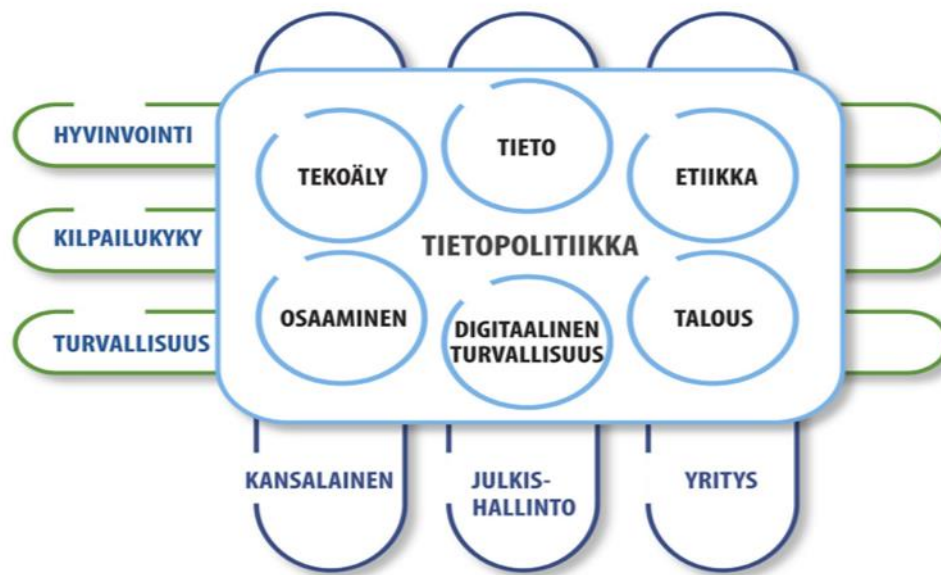 HYVINVOINTI
KILPAILUKYKY
TURVALLISUUS
TEKOÄLY
TIETO
ETIIKKA
TIETOPOLITIIKKA
OSAAMINEN
DIGITAALINEN
TURVALLISUUS
TALOUS
KANSALAINEN
JULKIS-
HALLINTO
YRITYS